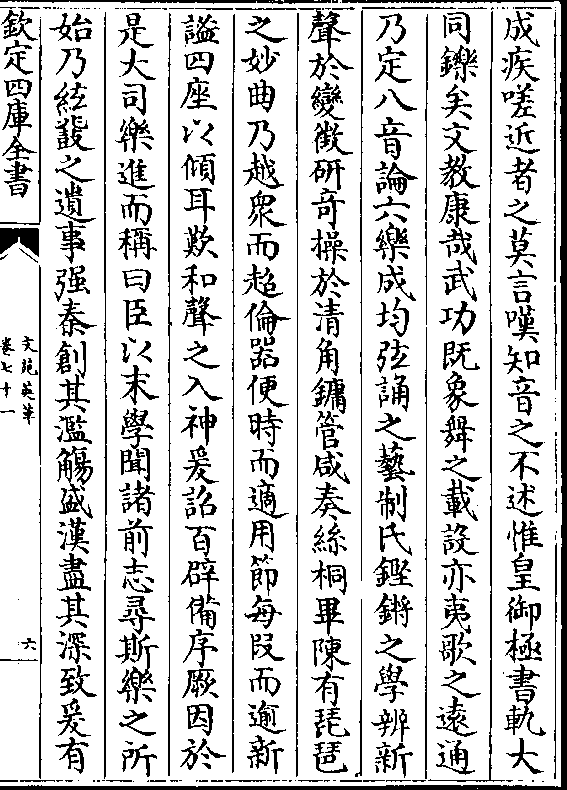 成疾嗟近者之莫言嘆知音之不述惟皇御極書軌大
同鑠矣文教康哉武功既象舞之載設亦夷歌之遠通
乃定八音論六樂成均弦誦之藝制氏鏗鏘之學辨新
聲於變徵研竒操於清角鏞管咸奏絲桐畢陳有琵琶
之妙曲乃越衆而超倫器便時而適用節每段而逾新
謐四座以傾耳歎和聲之入神爰詔百辟備序厥因於
是大司樂進而稱曰臣以末學聞諸前志尋斯樂之所
始乃絃鼗之遺事强秦創其濫觴盛漢盡其深致爰有
欽定四庫全書
文苑英華
卷七十一
六